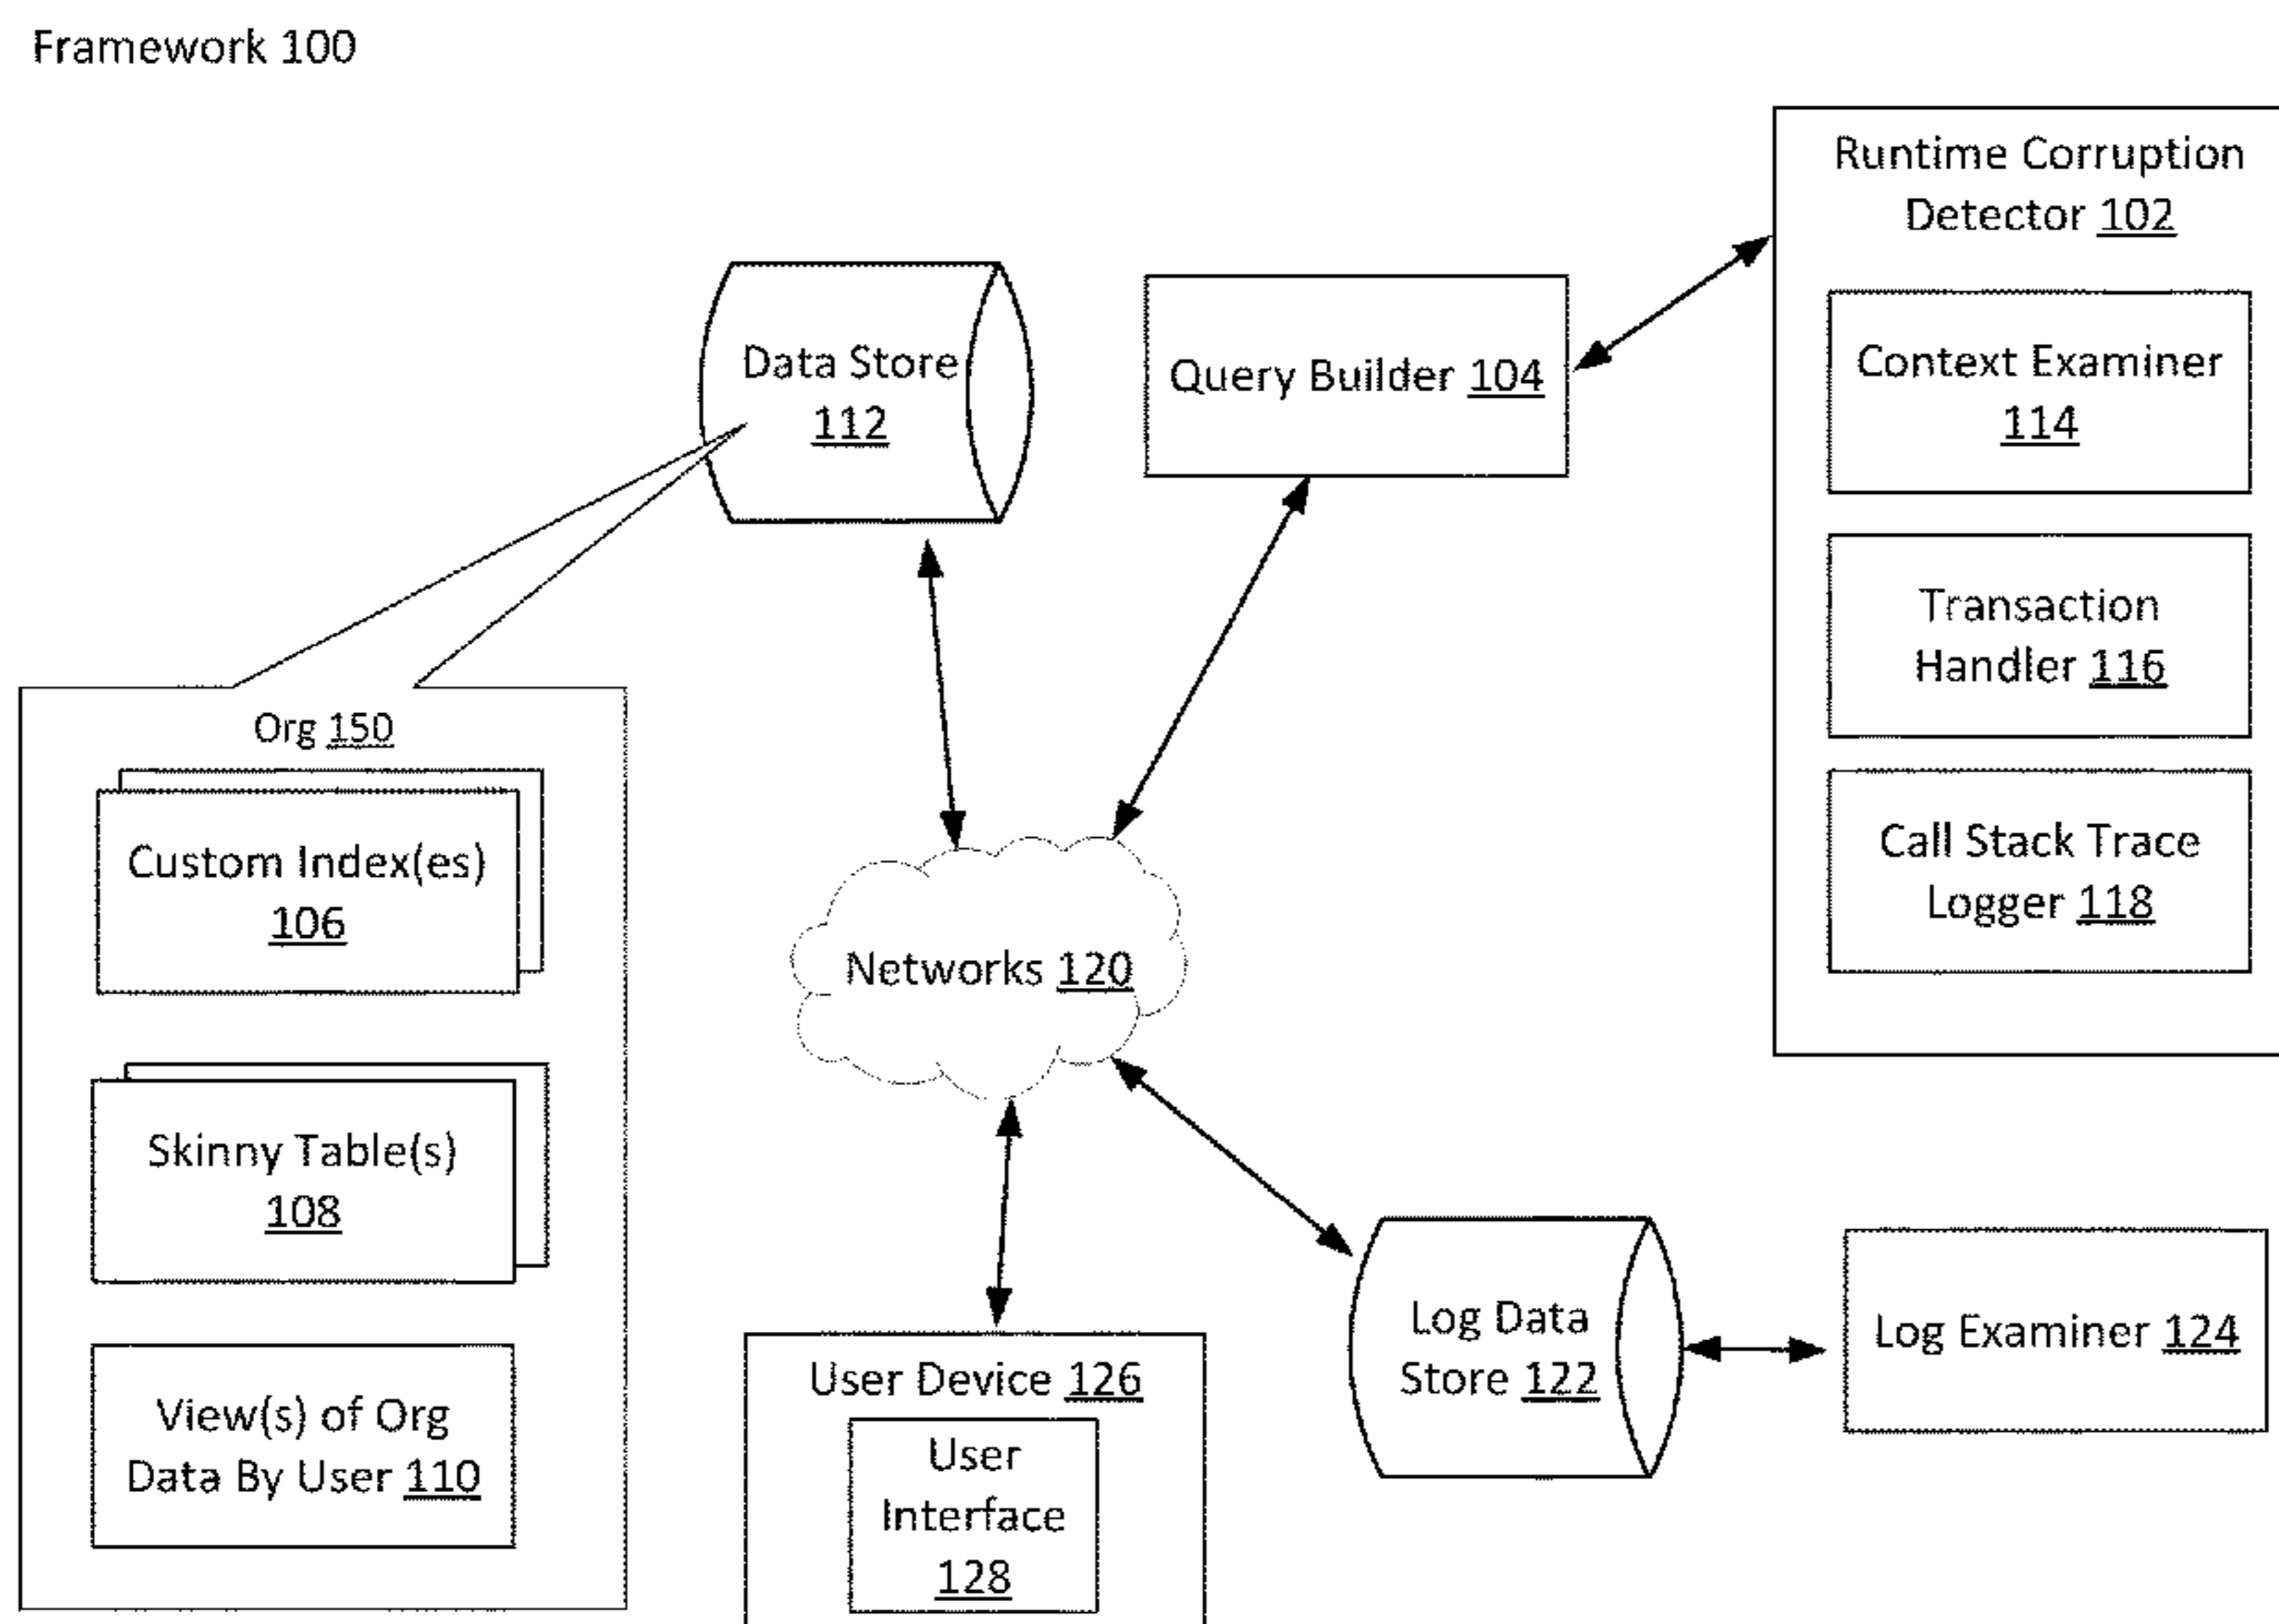 Framework 100
Runtime Corruption
Detector 102
Context Examiner
114
Transaction
Handler 116
Call Stack Trace
Logger 118
Query Builder 104
Data Store
112
Org 150
Custom Index(es)
106
Skinny Table(s)
108
View(s) of Org
Data By User 110
Networks 120
User Device 126
User
Interface
128
Log Data
Store 122
Log Examiner 124